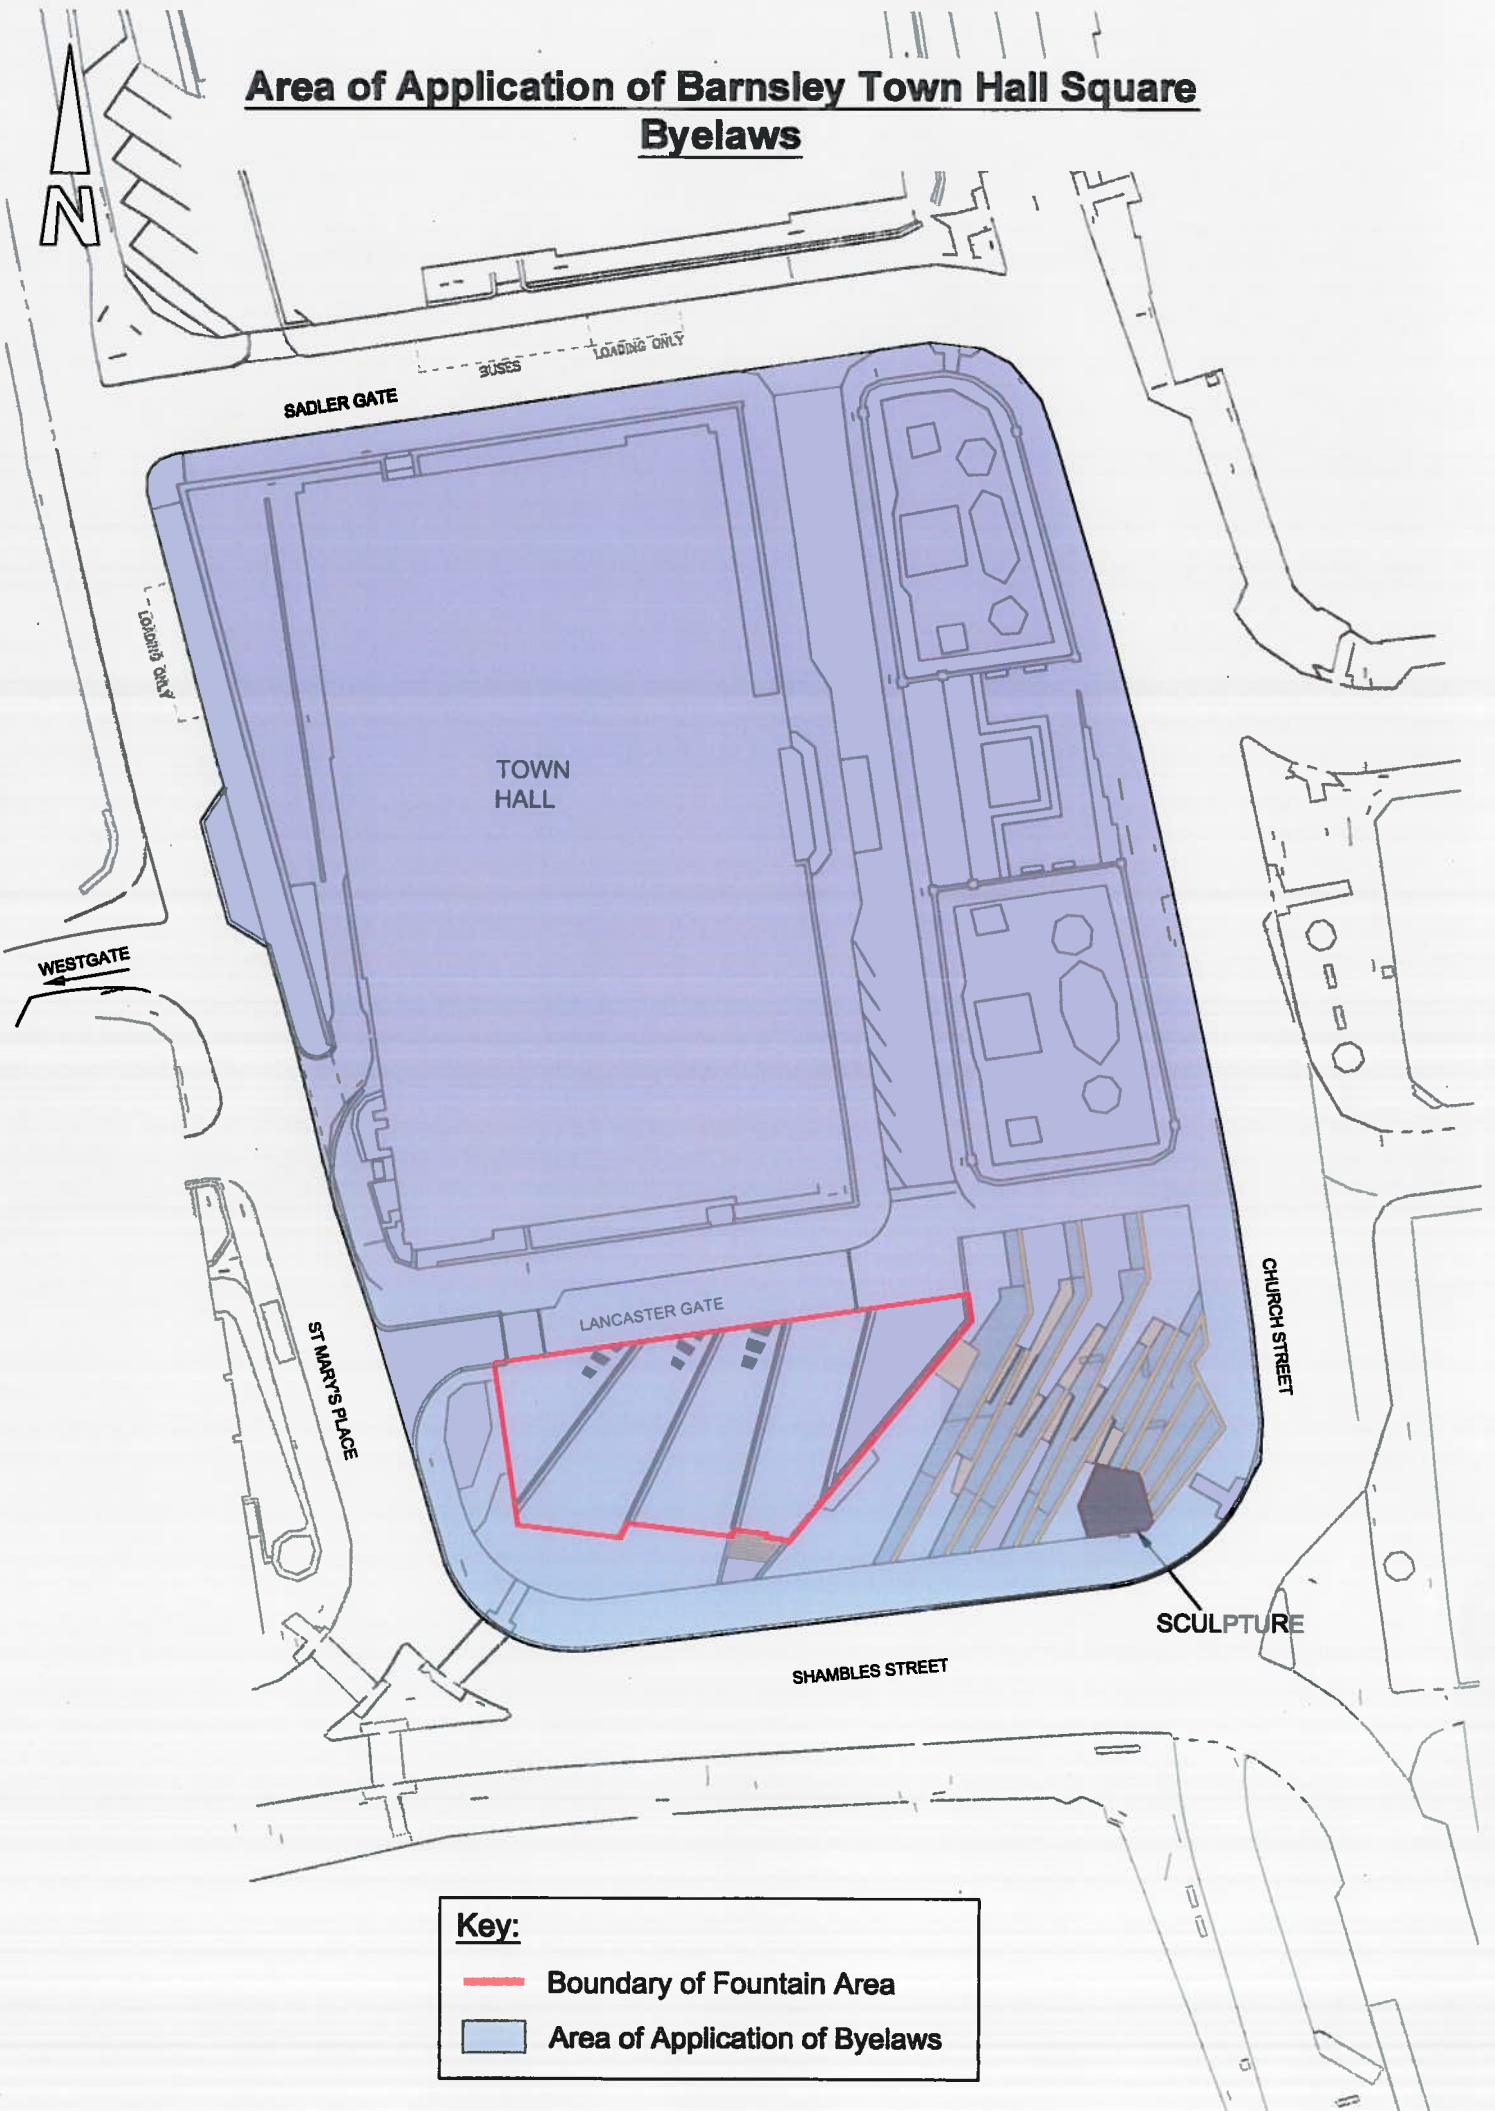 Area of Application of Barnsley Town Hall Square
Byelaws
N
BUSES
LOADING ONLY
SADLER GATE
LOADING ONLY
TOWN
HALL
WESTGATE
LANCASTER GATE
CHURCH STREET
ST MARY'S PLACE
SCULPTURE
SHAMBLES STREET
Key:
Boundary of Fountain Area
Area of Application of Byelaws